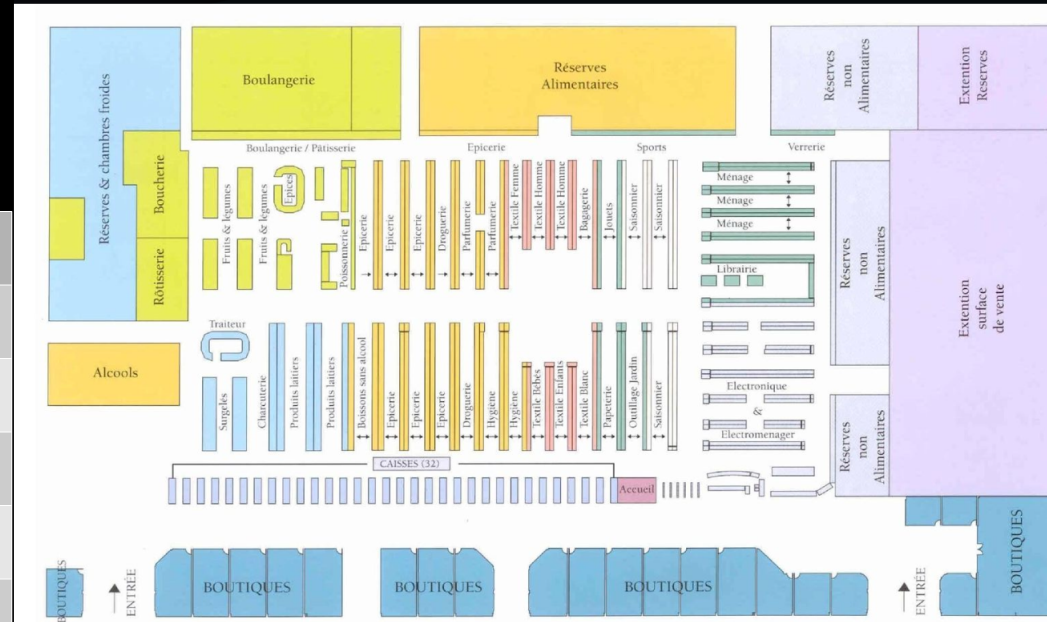 Réserves & chambres froides
Boulangerie
Réserves
Alimentaires
Réserves
non
Alimentaires
Extention
Reserves
Boulangerie / Pâtisserie
Epicerie
Sports
Verrerie
Boucherie
Rôtisserie
Fruits & légumes
Fruits & légumes
Epices
Poissonnerie
Epicerie
Epicerie
Epicerie
Droguerie
Parfumerie
Parfumerie
Textile Femme
Textile Homme
Textile Homme
Bagagerie
Jouets
Saisonnier
Saisonnier
Ménage
Ménage
Ménage
Librairie
Réserves
non
Alimentaires
Extention
surface
de vente
Alcools
Traiteur
Surgelés
Charcuterie
Produits laitiers
Produits laitiers
Boissons sans alcool
Epicerie
Epicerie
Epicerie
Droguerie
Hygiène
Hygiène
Textile Bébés
Textile Enfants
Textile Blanc
Papeterie
Outillage Jardin
Saisonnier
Electronique
&
Electromenager
Réserves
non
Alimentaires
CAISSES (32)
Accueil
BOUTIQUES
ENTRÉE
BOUTIQUES
BOUTIQUES
BOUTIQUES
ENTRÉE
BOUTIQUES